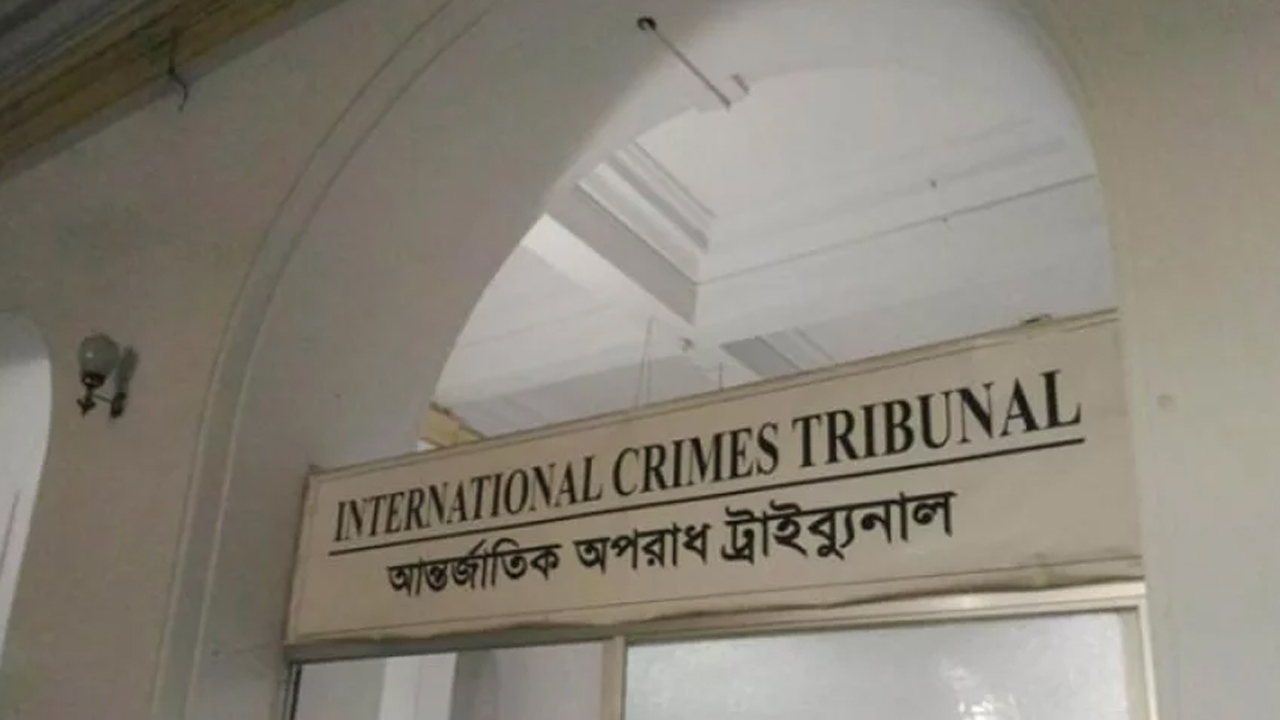 INTERNATIONAL CRIMES TRIBUNAL
আন্তর্জাতিক অপরাধ ট্রাইব্যুনাল